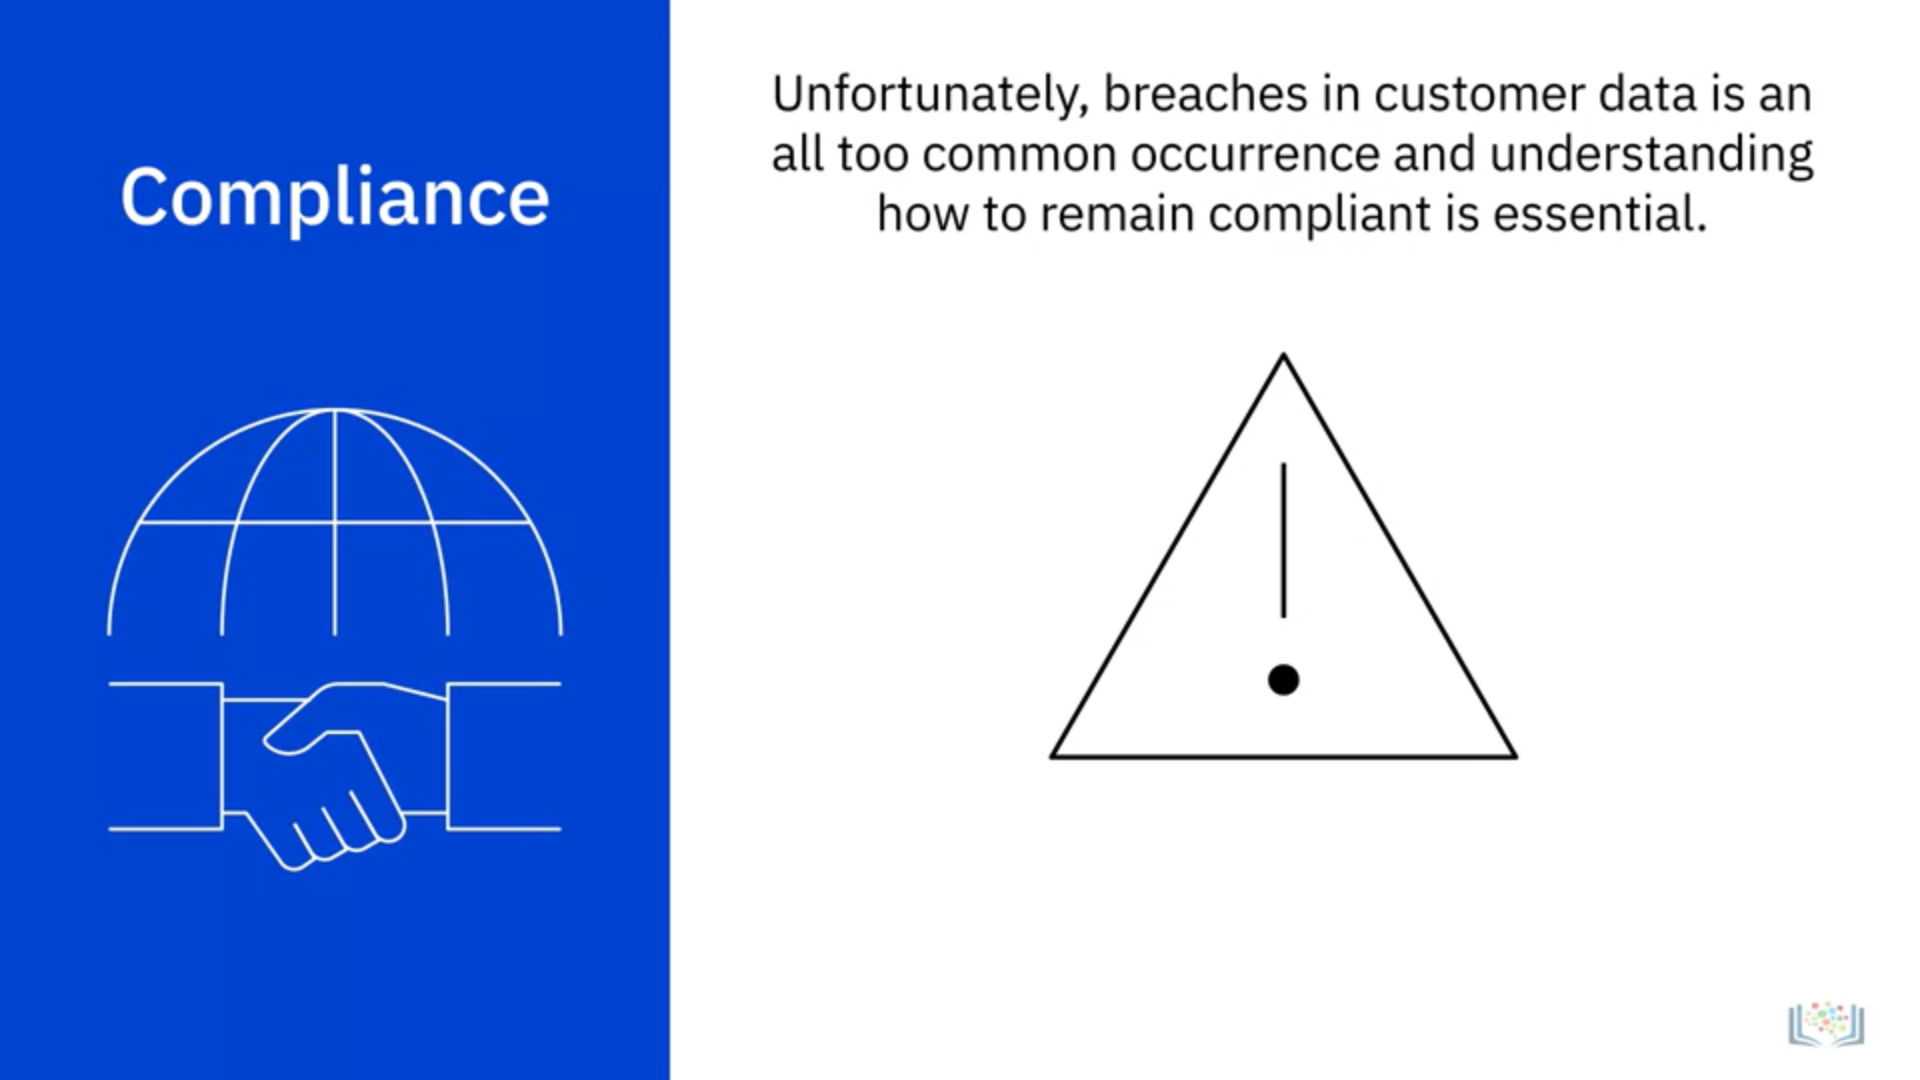 Compliance
Unfortunately, breaches in customer data is an
all too common occurrence and understanding
how to remain compliant is essential.